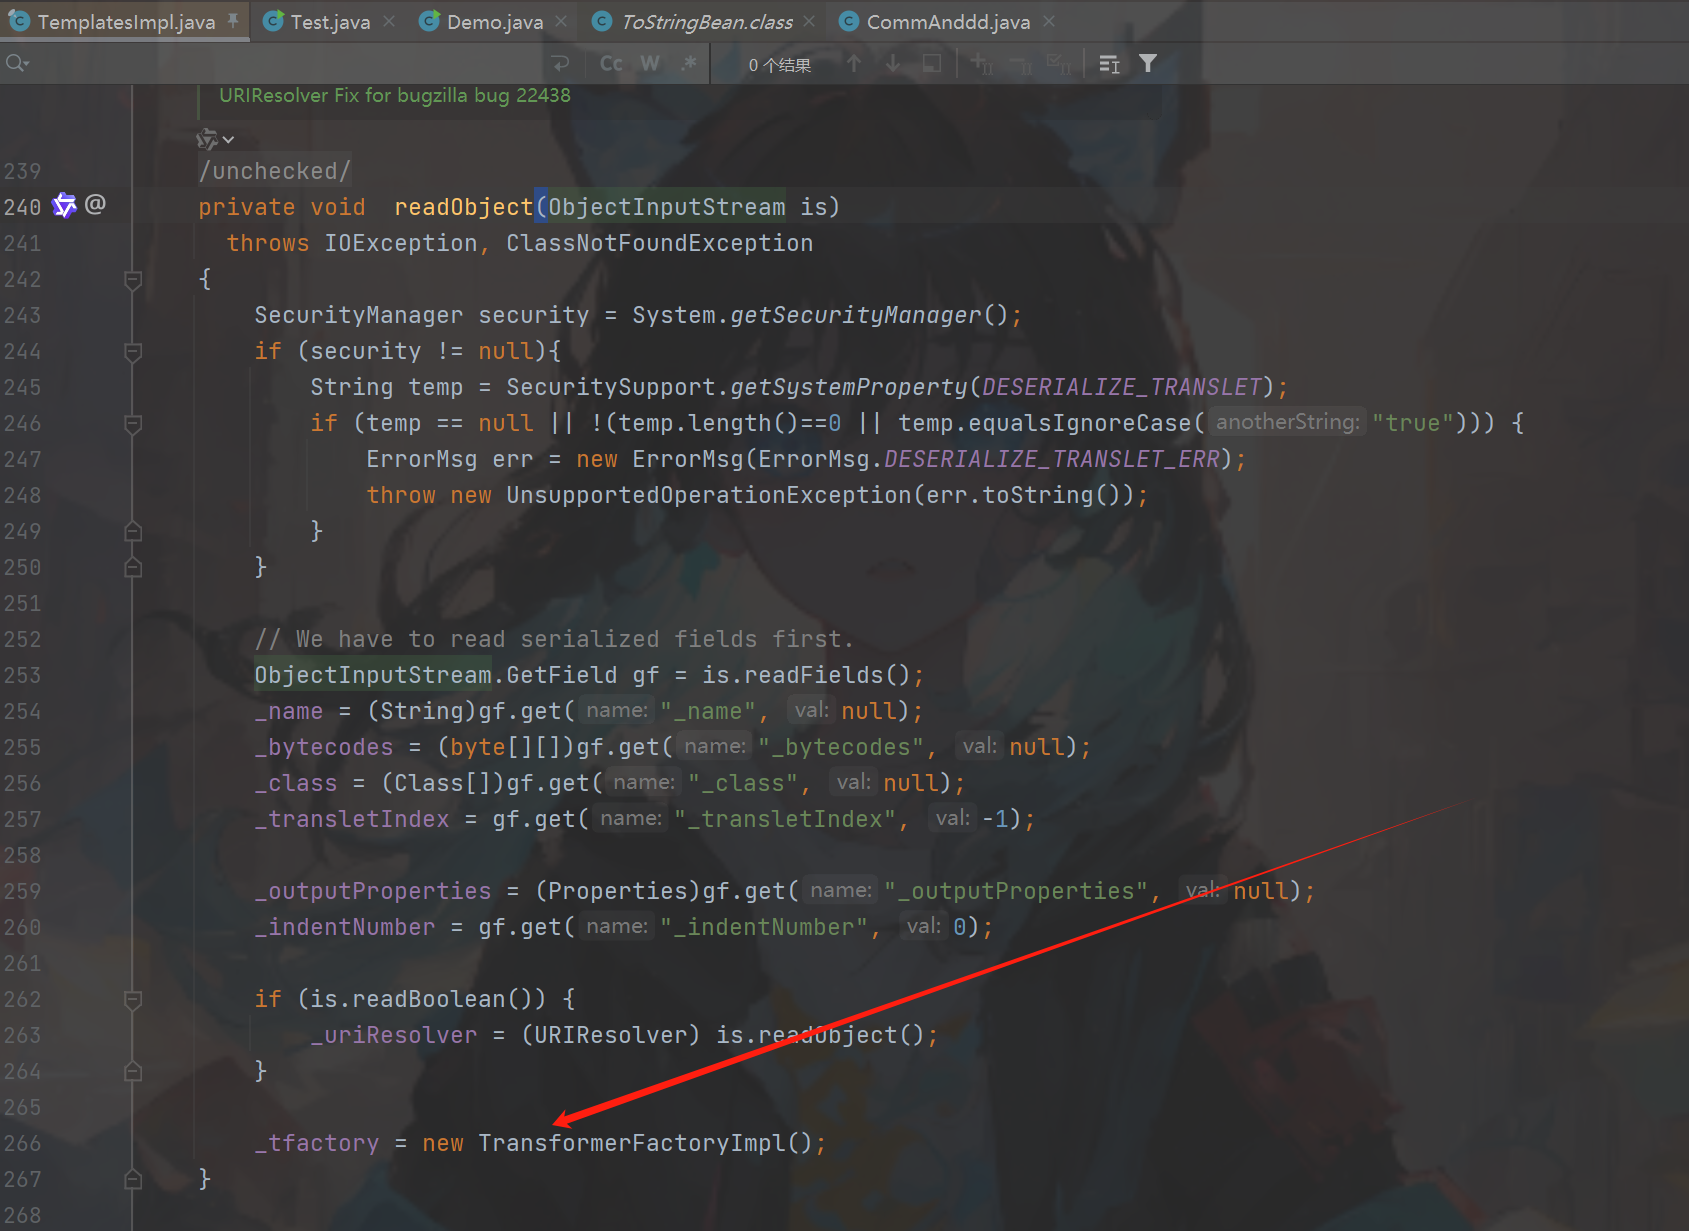 TemplatesImpl.java Test.java Demo.java ToStringBean.class CommAnddd.java
Cc W .* 0 个结果
URIResolver Fix for bugzilla bug 22438
239 /unchecked/
240 @ private void readObject(ObjectInputStream is)
241 throws IOException, ClassNotFoundException
242 {
243 SecurityManager security = System.getSecurityManager();
244 if (security != null){
245 String temp = SecuritySupport.getSystemProperty(DESERIALIZE_TRANSLET);
246 if (temp == null || !(temp.length()==0 || temp.equalsIgnoreCase( anotherString: "true"))) {
247 ErrorMsg err = new ErrorMsg(ErrorMsg.DESERIALIZE_TRANSLET_ERR);
248 throw new UnsupportedOperationException(err.toString());
249 }
250 }
251
252 // We have to read serialized fields first.
253 ObjectInputStream.GetField gf = is.readFields();
254 _name = (String)gf.get( name: "_name", val: null);
255 _bytecodes = (byte[][])gf.get( name: "_bytecodes", val: null);
256 _class = (Class[])gf.get( name: "_class", val: null);
257 _transletIndex = gf.get( name: "_transletIndex", val: -1);
258
259 _outputProperties = (Properties)gf.get( name: "_outputProperties", val: null);
260 _indentNumber = gf.get( name: "_indentNumber", val: 0);
261
262 if (is.readBoolean()) {
263 _uriResolver = (URIResolver) is.readObject();
264 }
265
266 _tfactory = new TransformerFactoryImpl();
267 }
268